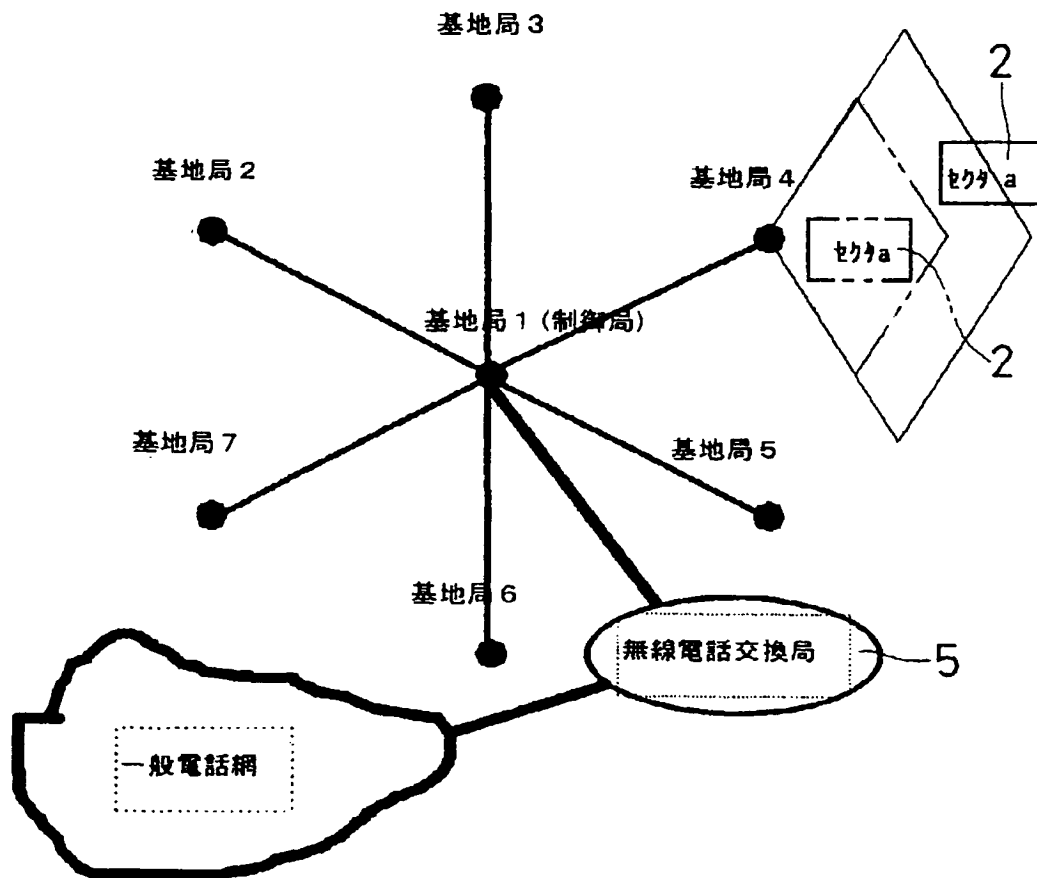 基地局3
2
基地局2
基地局4
セクタa
セクタa
基地局1(制御局)
2
基地局7
基地局5
基地局6
無線電話交換局
5
一般電話網